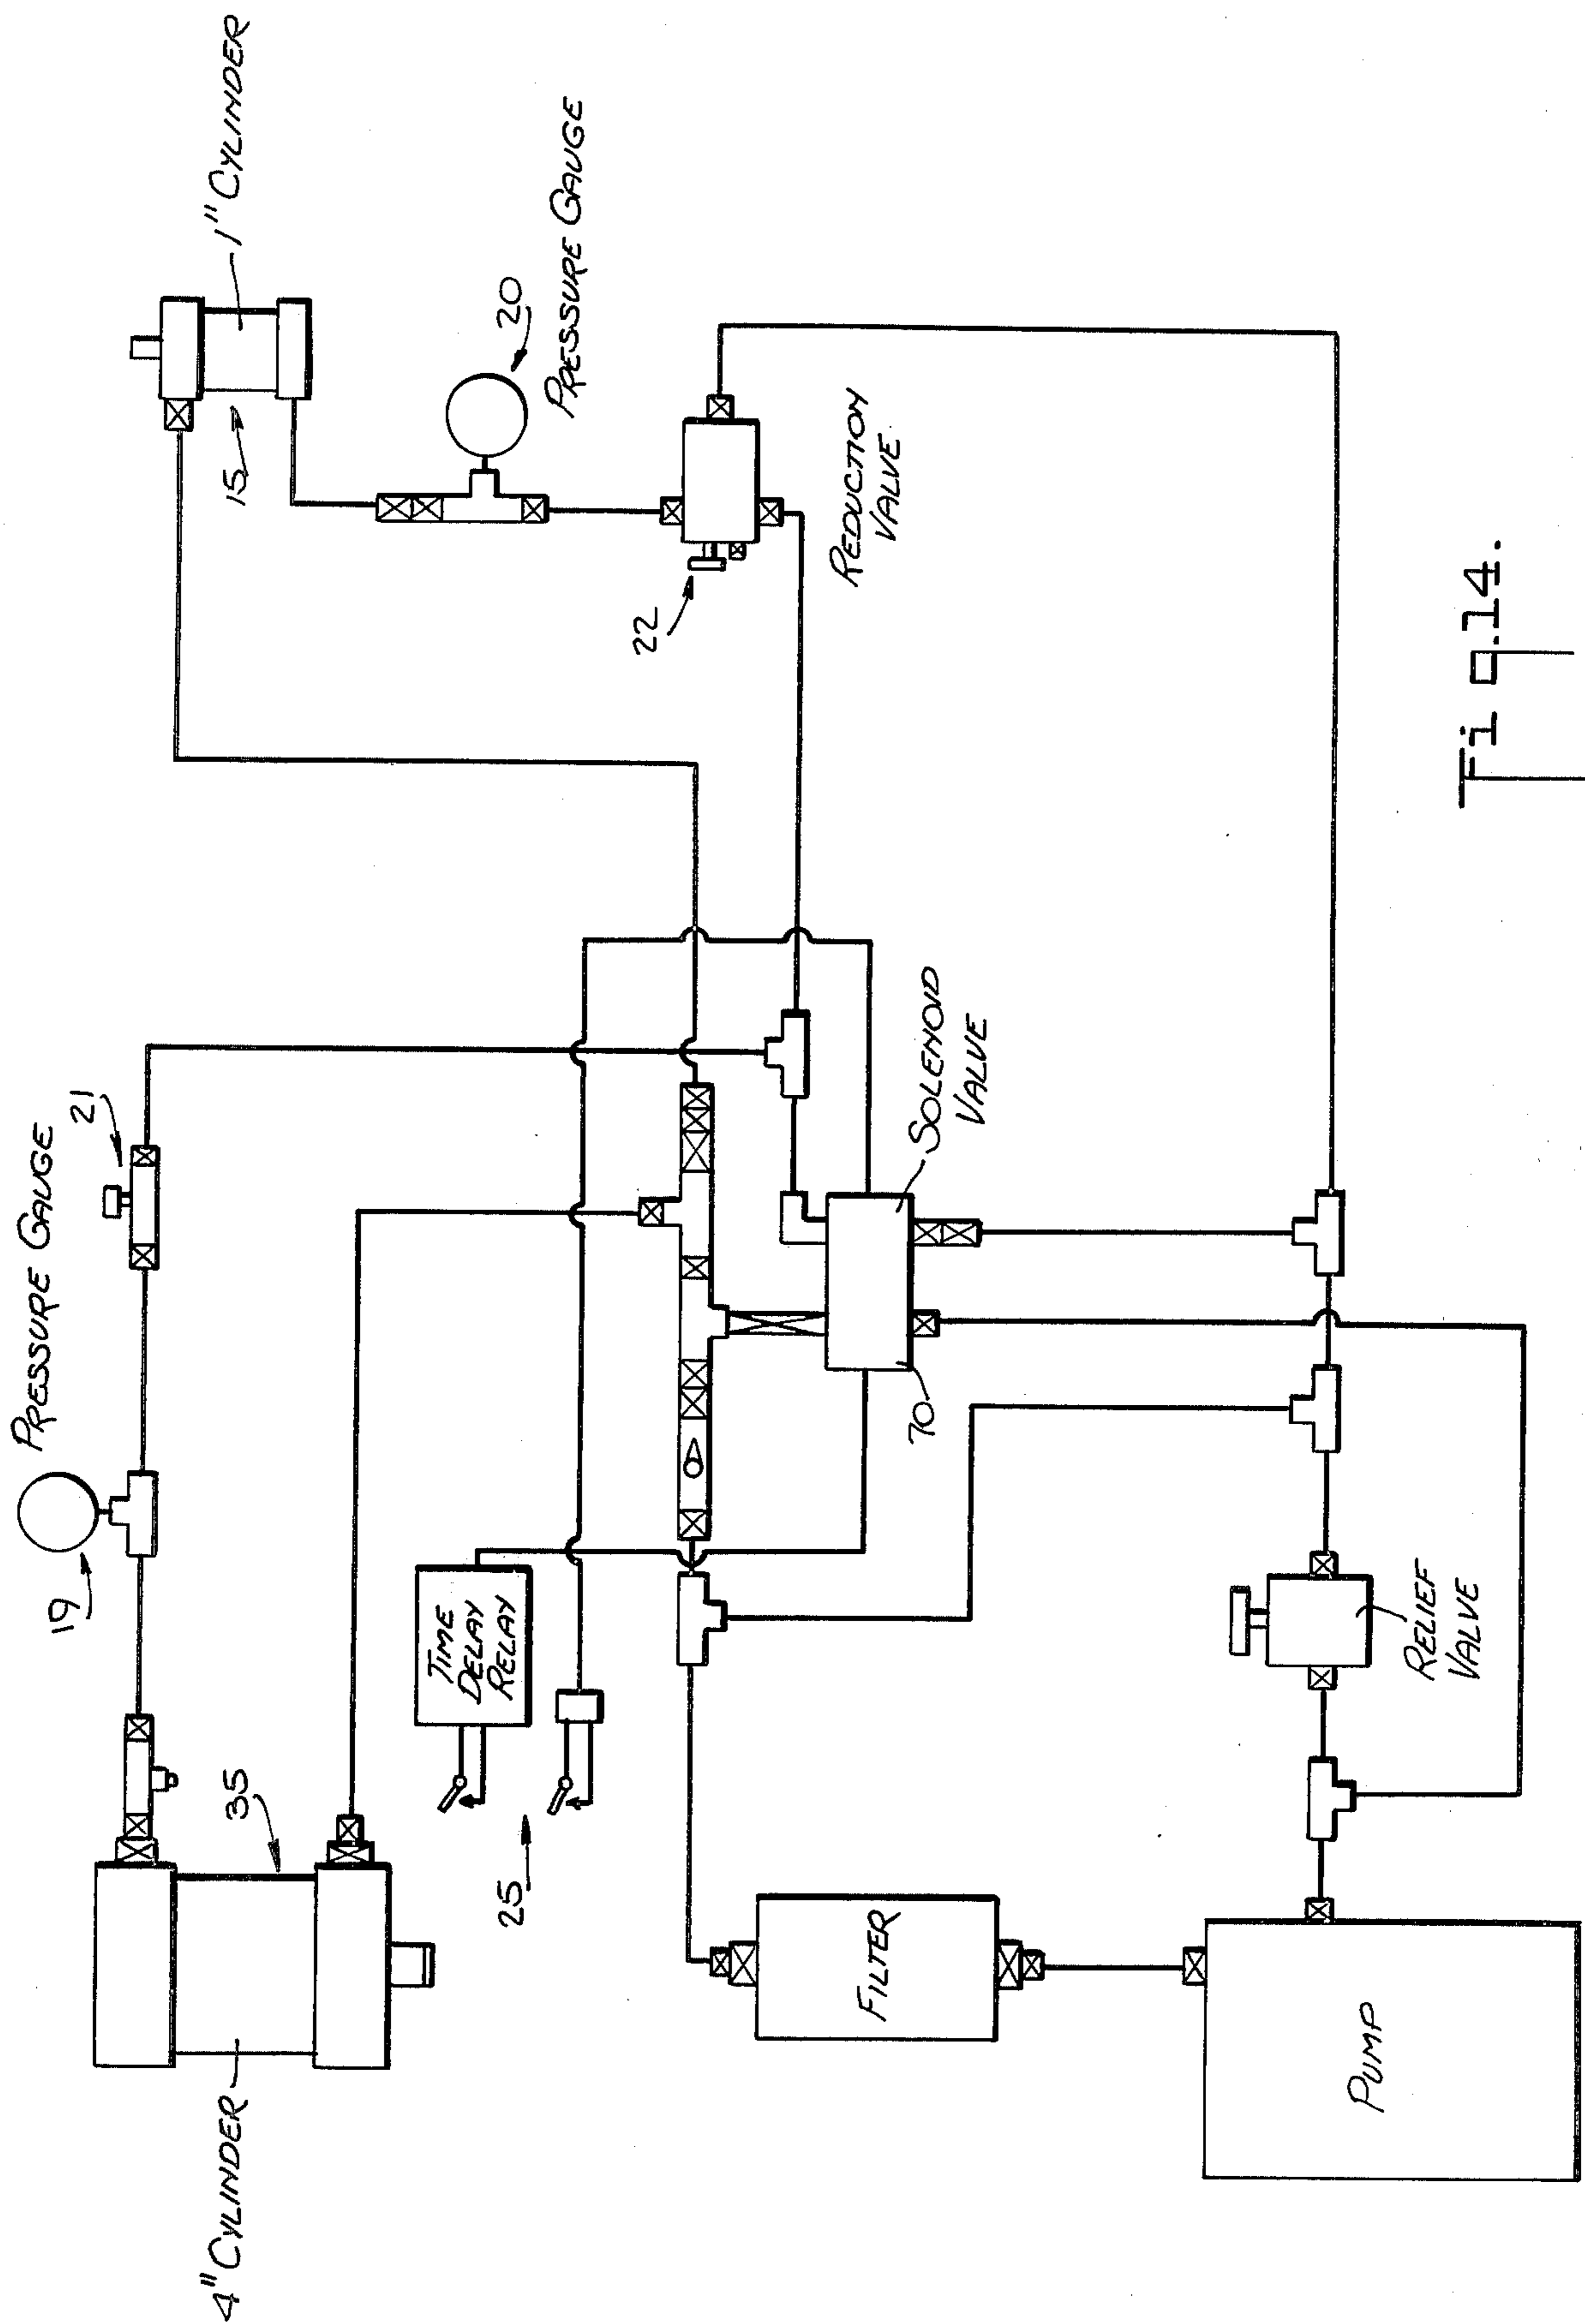 4" CYLINDER
35
19
PRESSURE GAUGE
21
15
1" CYLINDER
20
PRESSURE GAUGE
22
REDUCTION
VALVE
25
TIME
DELAY
RELAY
SOLENOID
VALVE
70
FILTER
PUMP
RELIEF
VALVE
Fig.14.